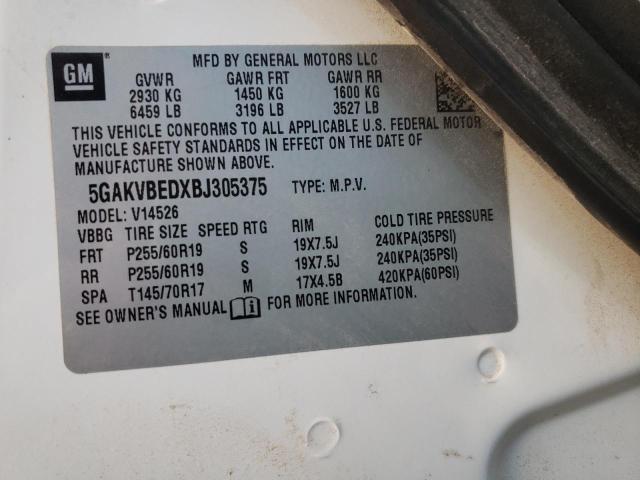 GM
MFD BY GENERAL MOTORS LLC
GVWR GAWR FRT GAWR RR
2930 KG 1450 KG 1600 KG
6459 LB 3196 LB 3527 LB
THIS VEHICLE CONFORMS TO ALL APPLICABLE U.S. FEDERAL MOTOR
VEHICLE SAFETY STANDARDS IN EFFECT ON THE DATE OF
MANUFACTURE SHOWN ABOVE.
5GAKVBEDXBJ305375 TYPE: M.P.V.
MODEL: V14526
VBBG TIRE SIZE SPEED RTG RIM COLD TIRE PRESSURE
FRT P255/60R19 S 19X7.5J 240KPA(35PSI)
RR P255/60R19 S 19X7.5J 240KPA(35PSI)
SPA T145/70R17 M 17X4.5B 420KPA(60PSI)
SEE OWNER'S MANUAL FOR MORE INFORMATION.